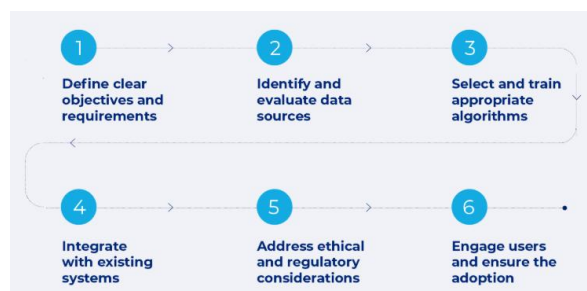 1
Define clear
objectives and
requirements
2
Identify and
evaluate data
sources
3
Select and train
appropriate
algorithms
4
Integrate
with existing
systems
5
Address ethical
and regulatory
considerations
6
Engage users
and ensure the
adoption